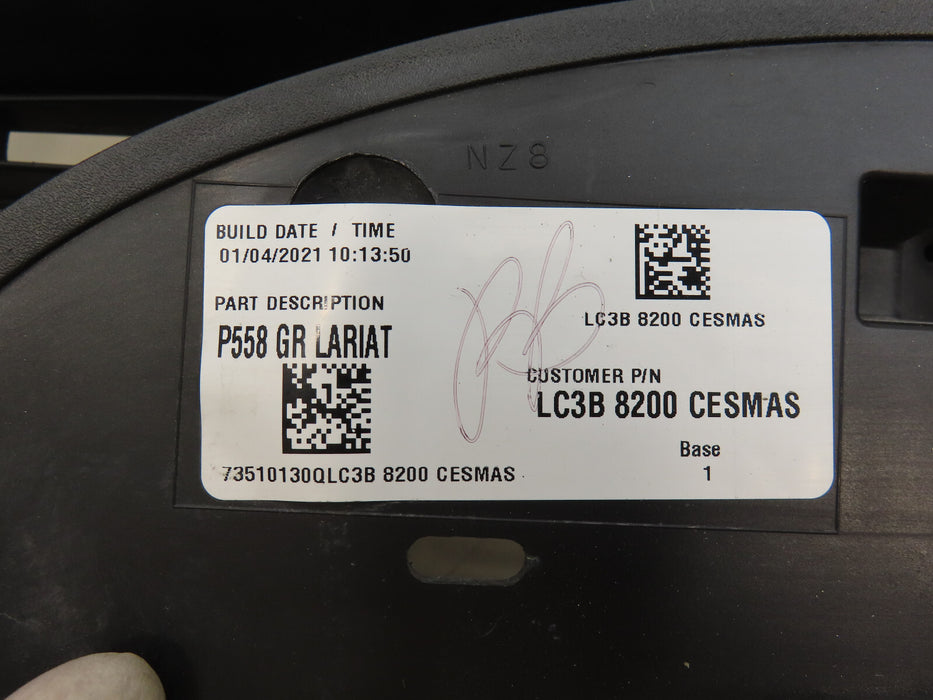 NZ8
BUILD DATE / TIME
01/04/2021 10:13:50
PART DESCRIPTION
P558 GR LARIAT
73510130QLC3B 8200 CESMAS
LC3B 8200 CESMAS
CUSTOMER P/N
LC3B 8200 CESMAS
Base
1